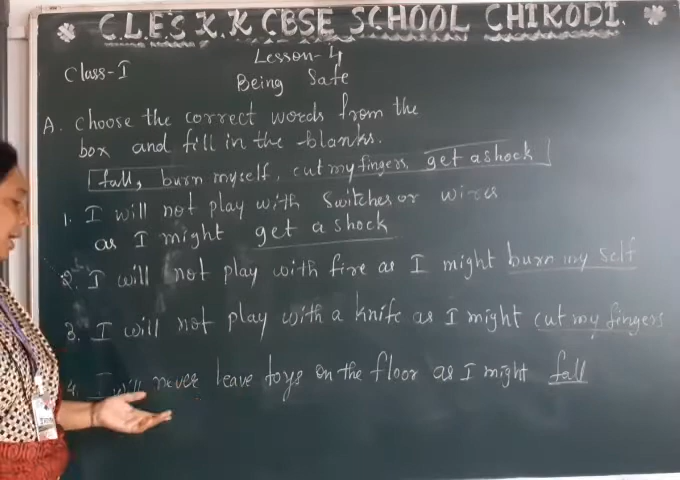 C.L.E'S K.K CBSE SCHOOL CHIKODI.
Lesson-4
Class-I
Being Safe
A. Choose the correct words from the
box and fill in the blanks.
fall, burn myself, cut my fingers, get a shock
1. I will not play with switches or wires
as I might get a shock
2. I will not play with fire as I might burn my self
3. I will not play with a knife as I might cut my fingers
4. I will never leave toys on the floor as I might fall